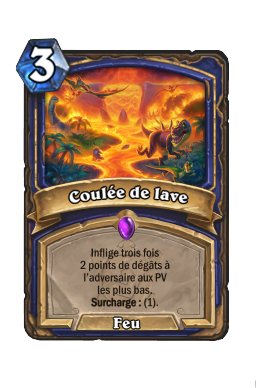 3
Coulée de lave
Inflige trois fois
2 points de dégâts à
l'adversaire aux PV
les plus bas.
Surcharge : (1).
Feu